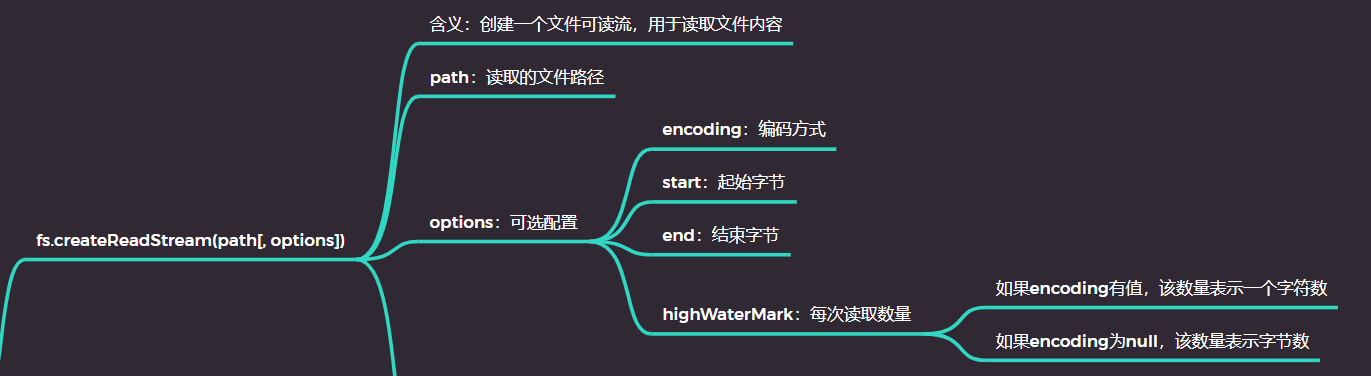 含义：创建一个文件可读流，用于读取文件内容
path：读取的文件路径
encoding：编码方式
start：起始字节
options：可选配置
fs.createReadStream(path[, options])
end：结束字节
如果encoding有值，该数量表示一个字符数
highWaterMark：每次读取数量
如果encoding为null，该数量表示字节数